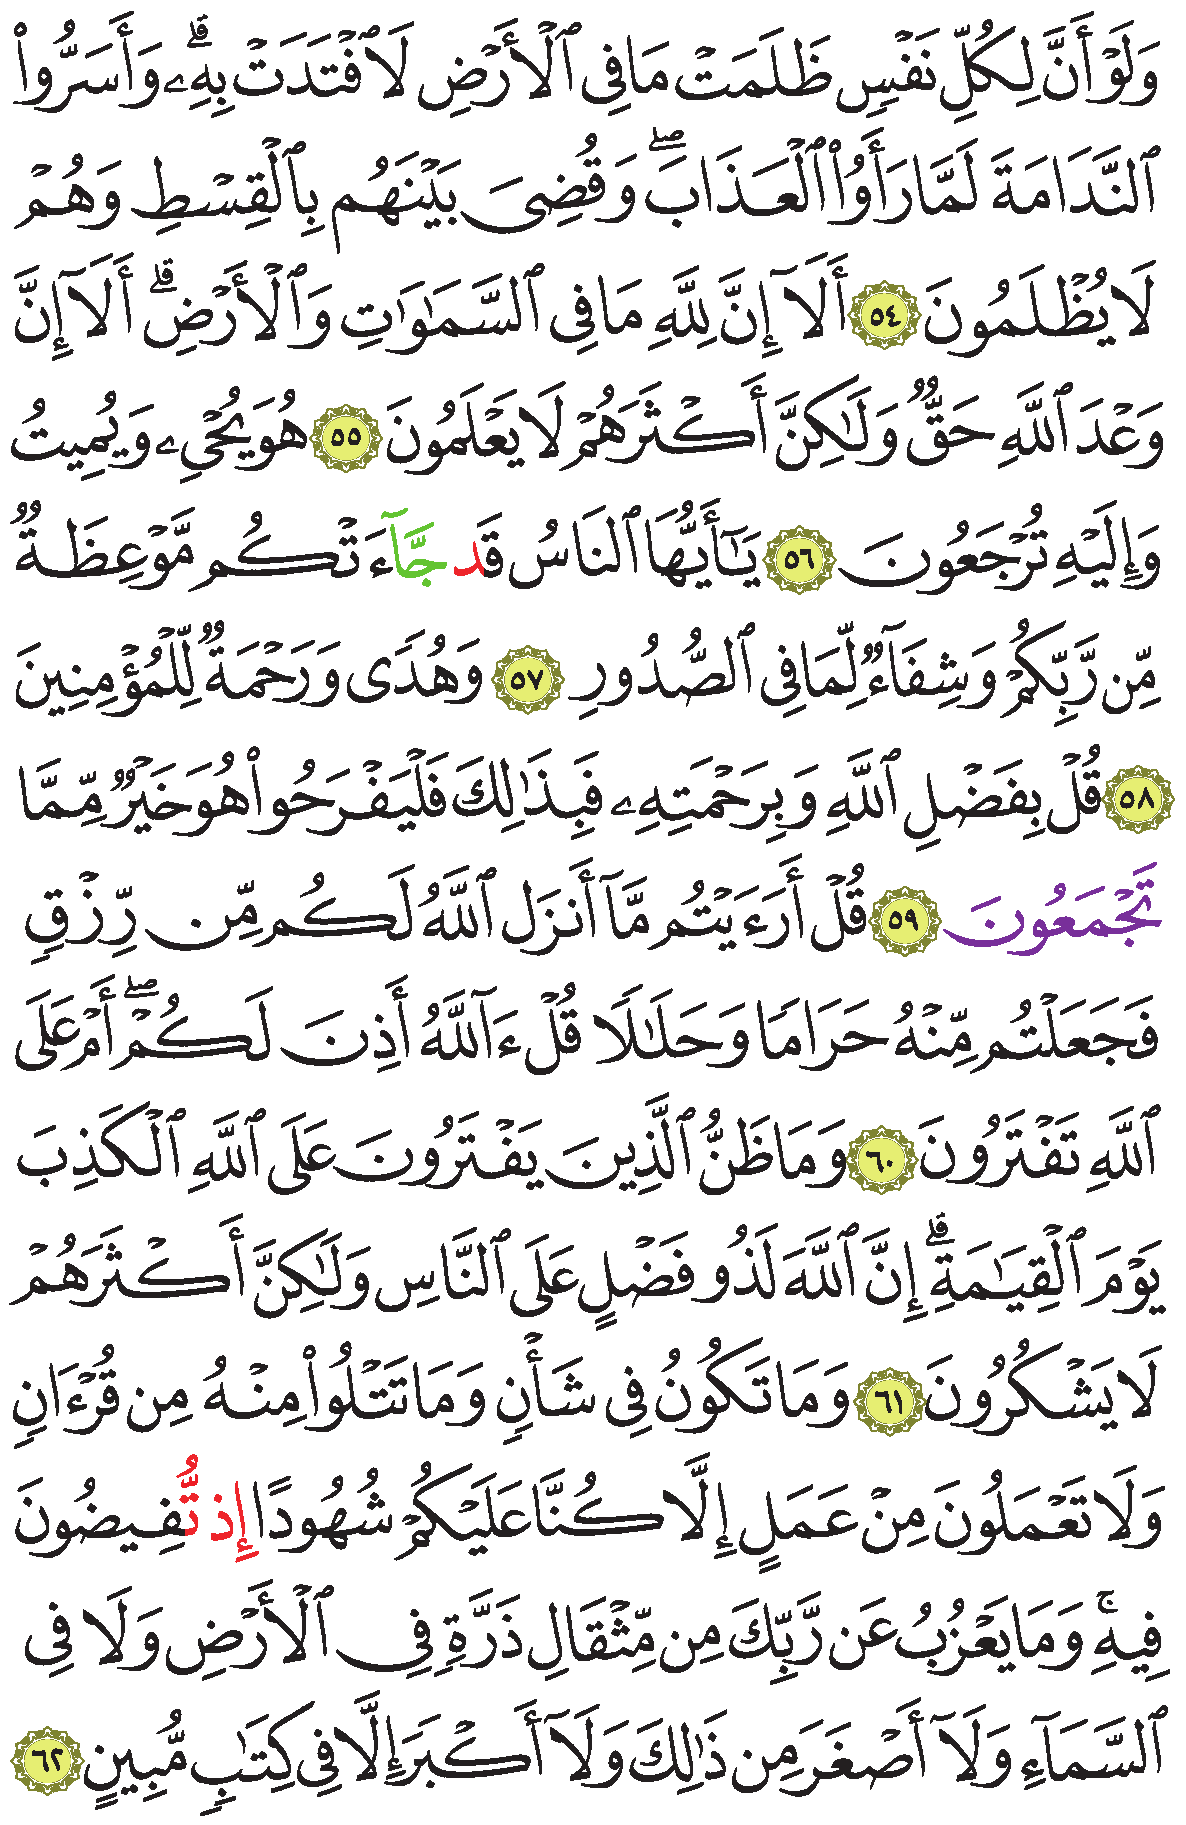 وَلَوْ أَنَّ لِكُلِّ نَفْسٍ ظَلَمَتْ مَا فِي ٱلْأَرْضِ لَافْتَدَتْ بِهِۦ ۗ وَأَسَرُّوا۟
ٱلنَّدَامَةَ لَمَّا رَأَوُا۟ ٱلْعَذَابَ ۖ وَقُضِىَ بَيْنَهُم بِالْقِسْطِ وَهُمْ
لَا يُظْلَمُونَ ٥٤ أَلَآ إِنَّ لِلَّهِ مَا فِي ٱلسَّمَٰوَٰتِ وَٱلْأَرْضِ ۗ أَلَآ إِنَّ
وَعْدَ ٱللَّهِ حَقٌّ وَلَٰكِنَّ أَكْثَرَهُمْ لَا يَعْلَمُونَ ٥٥ هُوَ يُحْيِۦ وَيُمِيتُ
وَإِلَيْهِ تُرْجَعُونَ ٥٦ يَٰٓأَيُّهَا ٱلنَّاسُ قَد جَّآءَتْكُم مَّوْعِظَةٌ
مِّن رَّبِّكُمْ وَشِفَآءٌ لِّمَا فِي ٱلصُّدُورِ ٥٧ وَهُدًى وَرَحْمَةٌ لِّلْمُؤْمِنِينَ
٥٨ قُلْ بِفَضْلِ ٱللَّهِ وَبِرَحْمَتِهِۦ فَبِذَٰلِكَ فَلْيَفْرَحُوا۟ هُوَ خَيْرٌ مِّمَّا
تَجْمَعُونَ ٥٩ قُلْ أَرَءَيْتُم مَّآ أَنزَلَ ٱللَّهُ لَكُم مِّن رِّزْقٍ
فَجَعَلْتُم مِّنْهُ حَرَامًا وَحَلَٰلًا قُلْ ءَآللَّهُ أَذِنَ لَكُمْ ۖ أَمْ عَلَى
ٱللَّهِ تَفْتَرُونَ ٦٠ وَمَا ظَنُّ ٱلَّذِينَ يَفْتَرُونَ عَلَى ٱللَّهِ ٱلْكَذِبَ
يَوْمَ ٱلْقِيَٰمَةِ ۗ إِنَّ ٱللَّهَ لَذُو فَضْلٍ عَلَى ٱلنَّاسِ وَلَٰكِنَّ أَكْثَرَهُمْ
لَا يَشْكُرُونَ ٦١ وَمَا تَكُونُ فِي شَأْنٍ وَمَا تَتْلُوا۟ مِنْهُ مِن قُرْءَانٍ
وَلَا تَعْمَلُونَ مِنْ عَمَلٍ إِلَّا كُنَّا عَلَيْكُمْ شُهُودًا إِذ تُّفِيضُونَ
فِيهِ ۚ وَمَا يَعْزُبُ عَن رَّبِّكَ مِن مِّثْقَالِ ذَرَّةٍ فِي ٱلْأَرْضِ وَلَا فِي
ٱلسَّمَآءِ وَلَآ أَصْغَرَ مِن ذَٰلِكَ وَلَآ أَكْبَرَ إِلَّا فِي كِتَٰبٍ مُّبِينٍ ٦٢